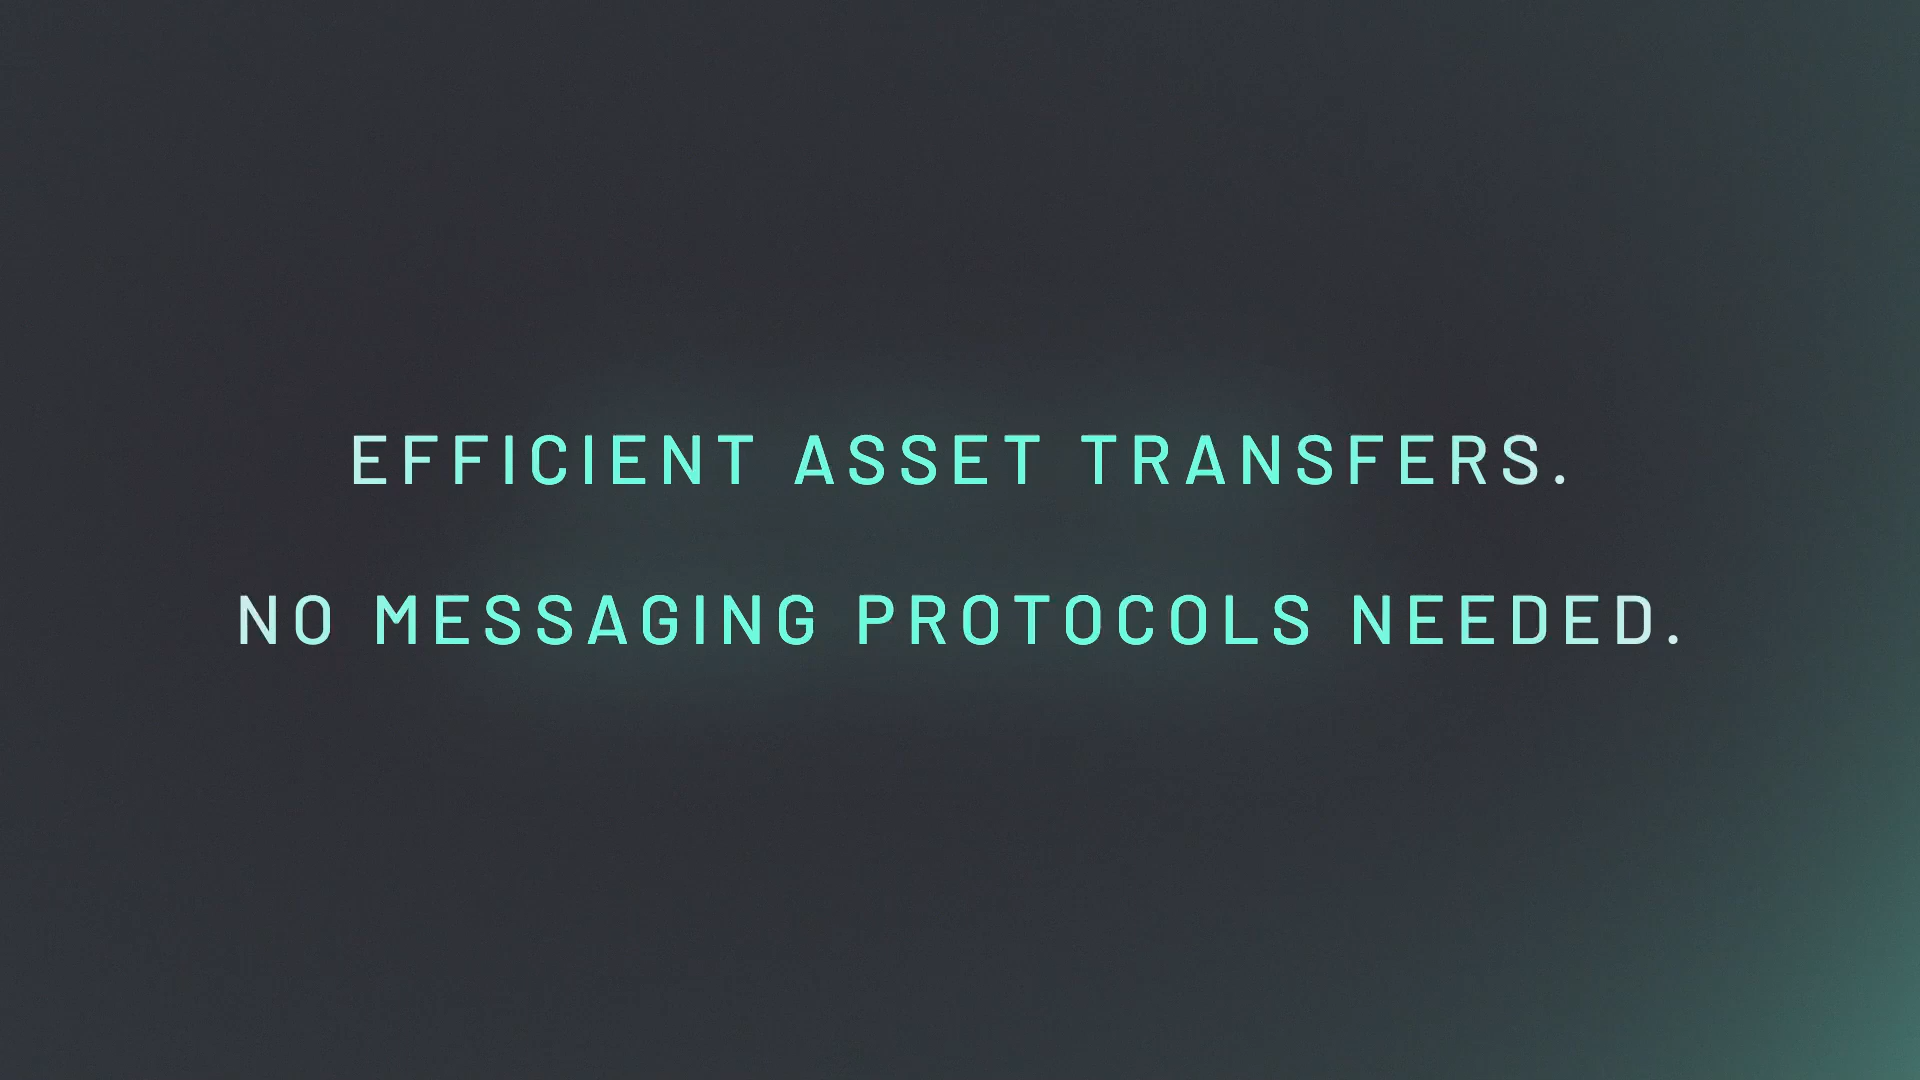 EFFICIENT ASSET TRANSFERS.
NO MESSAGING PROTOCOLS NEEDED.